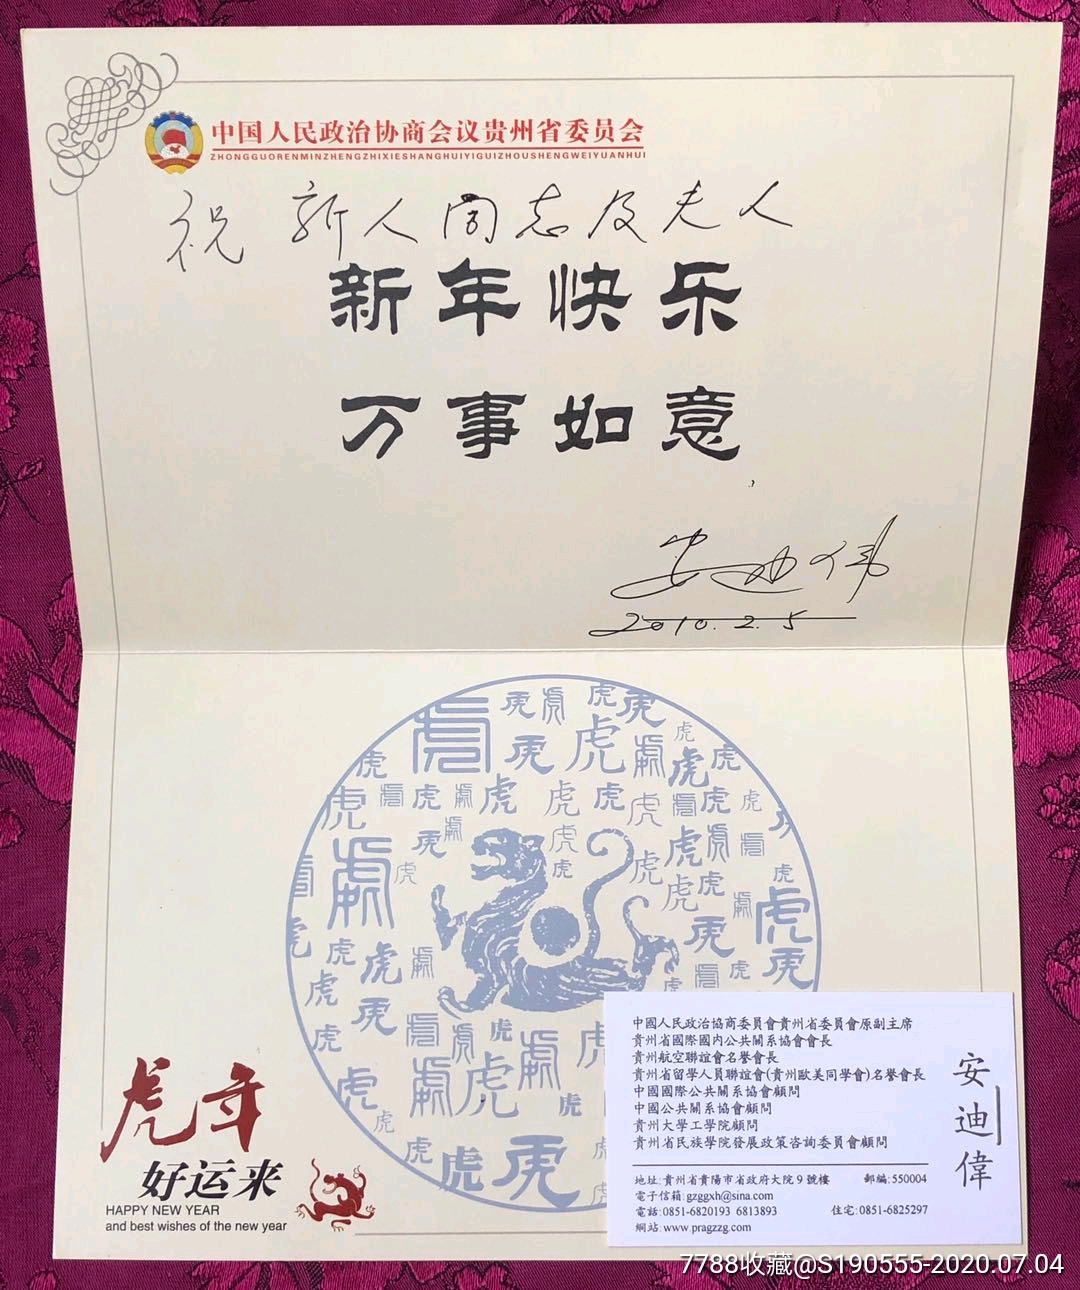 中国人民政治协商会议贵州省委员会
ZHONGGUORENMINZHENGZHIXIESHANGHUIYIGUIZHOUSHENGWEIYUANHUI
祝 新人同志及夫人
新年快乐
万事如意
安迪伟
2010.2.5
虎年
好运来
HAPPY NEW YEAR
and best wishes of the new year
中國人民政治協商委員會貴州省委員會原副主席
貴州省國際國內公共關系協會會長
貴州航空聯誼會名譽會長
貴州省留學人員聯誼會(貴州歐美同學會)名譽會長
中國國際公共關系協會顧問
中國公共關系協會顧問
貴州大學工學院顧問
貴州省民族學院發展政策咨詢委員會顧問
安迪偉
地址:貴州省貴陽市省政府大院9號樓 郵編:550004
電子信箱:gzggxh@sina.com
電話:0851-6820193 6813893 住宅:0851-6825297
網站:www.pragzzg.com
7788收藏@S190555-2020.07.04